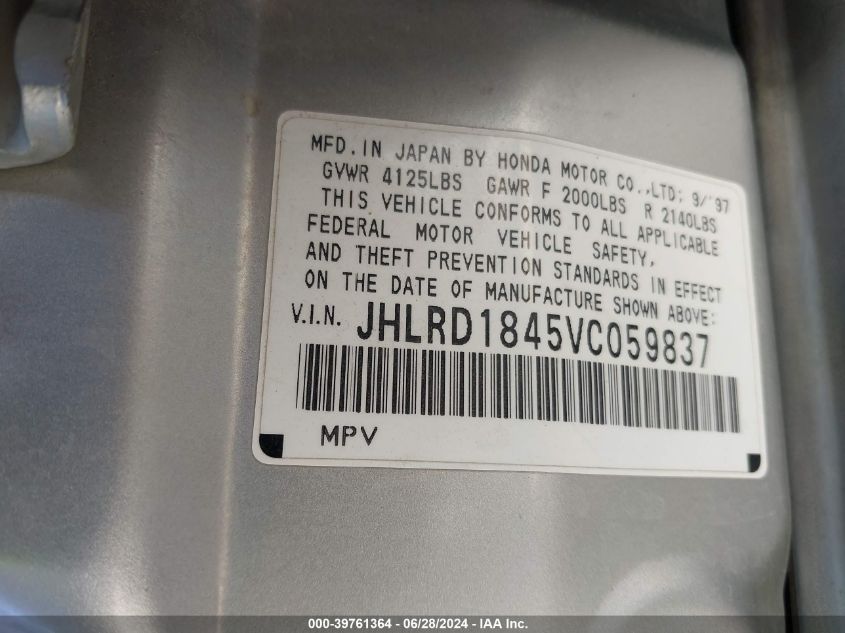 MFD.IN JAPAN BY HONDA MOTOR CO.,LTD; 9/'97
GVWR 4125LBS GAWR F 2000LBS R 2140LBS
THIS VEHICLE CONFORMS TO ALL APPLICABLE
FEDERAL MOTOR VEHICLE SAFETY,
AND THEFT PREVENTION STANDARDS IN EFFECT
ON THE DATE OF MANUFACTURE SHOWN ABOVE:
V.I.N. JHLRD1845VC059837
MPV
000-39761364 - 06/28/2024 - IAA Inc.